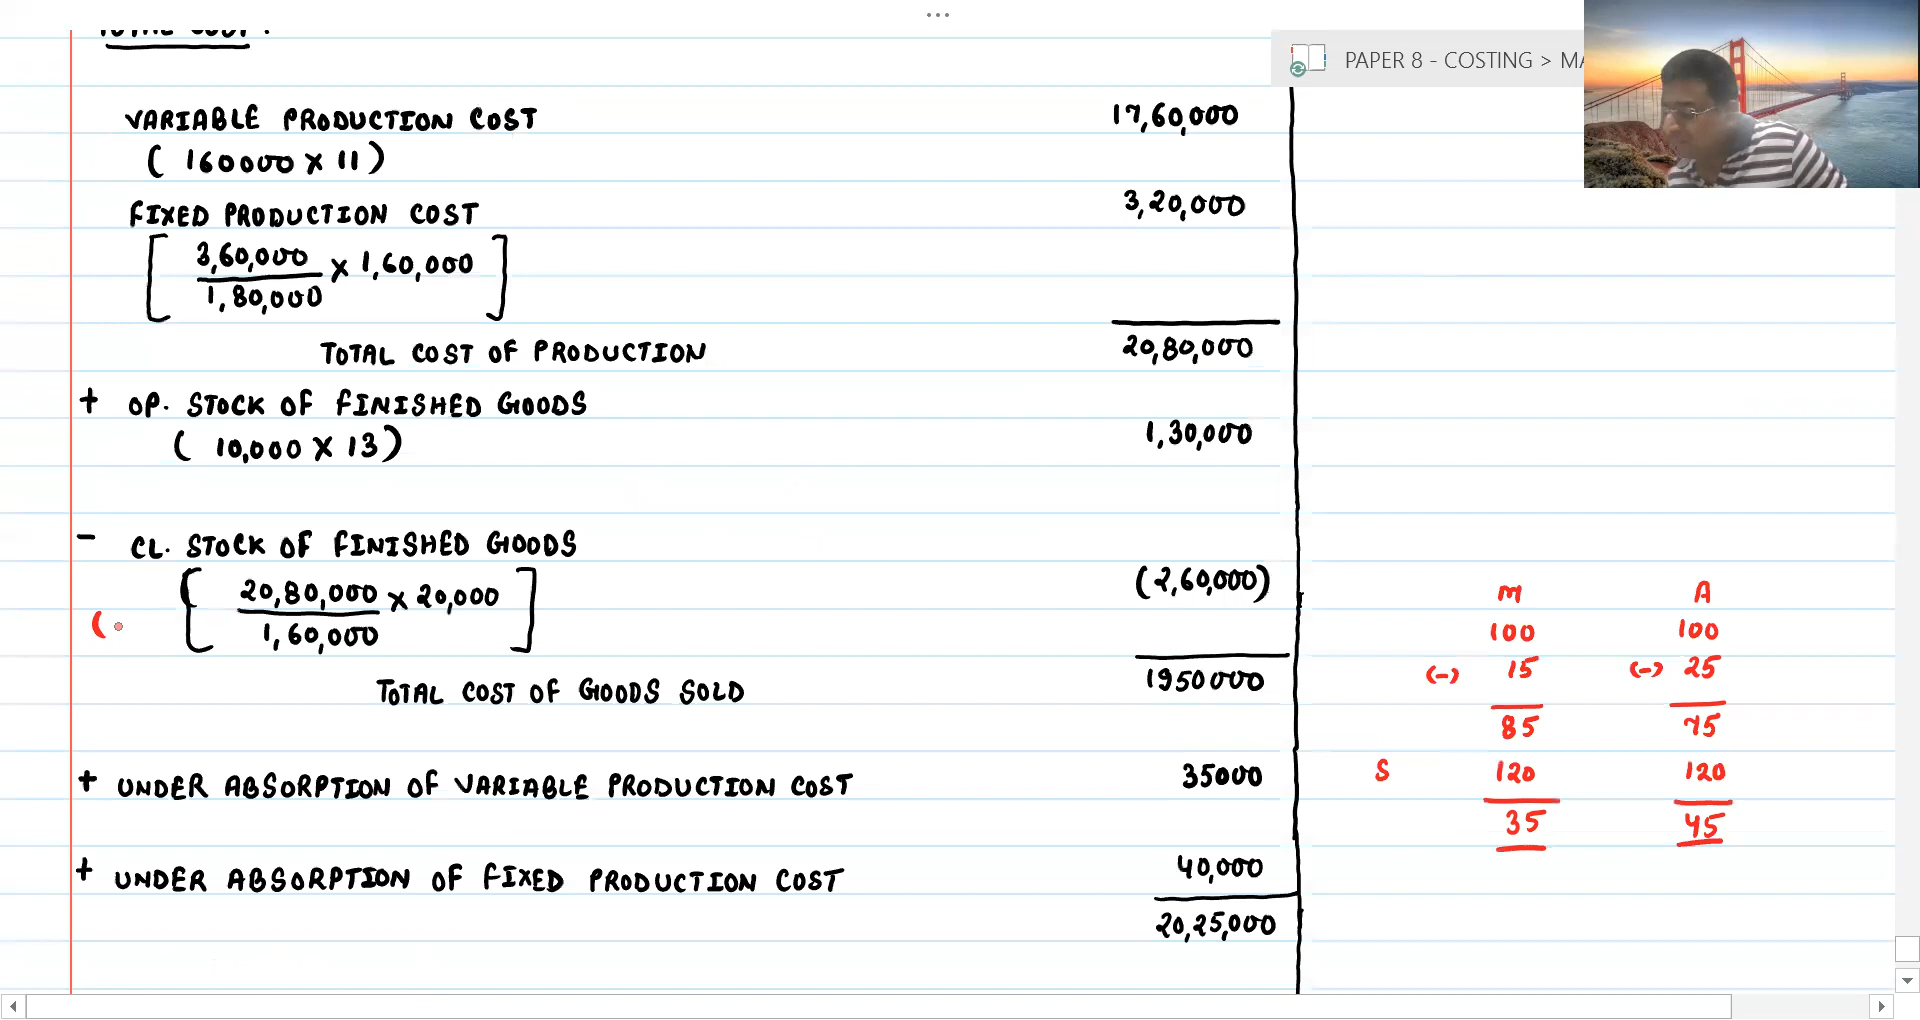 TOTAL COST :
PAPER 8 - COSTING > MA
VARIABLE PRODUCTION COST 17,60,000
( 160000 × 11 )
FIXED PRODUCTION COST 3,20,000
[ 3,60,000 / 1,80,000 × 1,60,000 ]
TOTAL COST OF PRODUCTION 20,80,000
+ OP. STOCK OF FINISHED GOODS
( 10,000 × 13 ) 1,30,000
- CL. STOCK OF FINISHED GOODS
[ 20,80,000 / 1,60,000 × 20,000 ] (2,60,000)
(
TOTAL COST OF GOODS SOLD 1950000
+ UNDER ABSORPTION OF VARIABLE PRODUCTION COST 35000
+ UNDER ABSORPTION OF FIXED PRODUCTION COST 40,000
20,25,000
M A
100 100
(-) 15 (-) 25
85 75
S 120 120
35 45